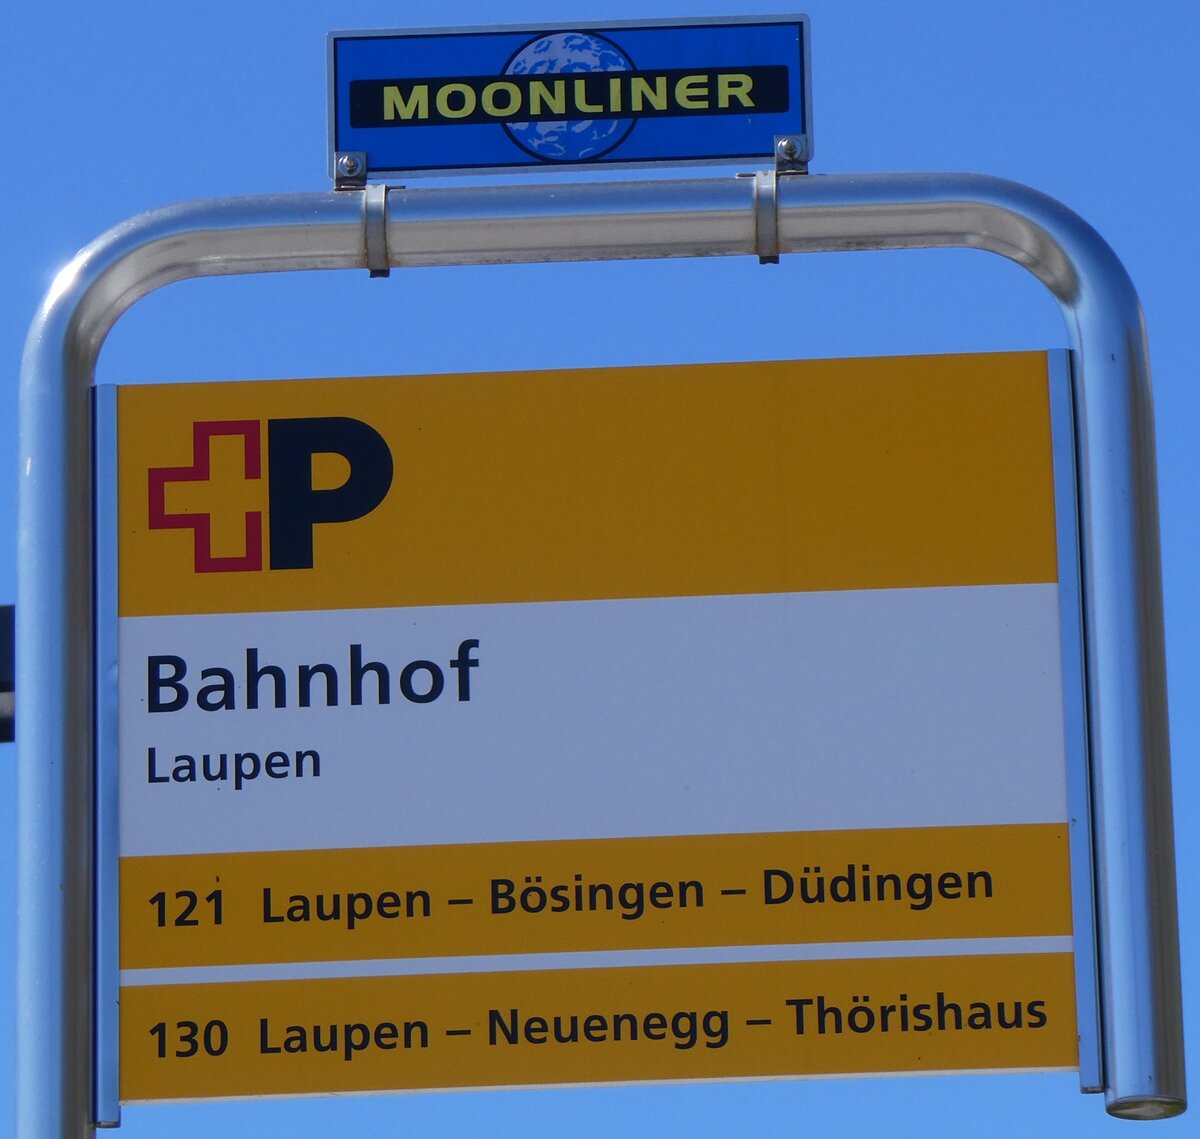 MOONLINER
P
Bahnhof
Laupen
121 Laupen – Bösingen – Düdingen
130 Laupen – Neuenegg – Thörishaus